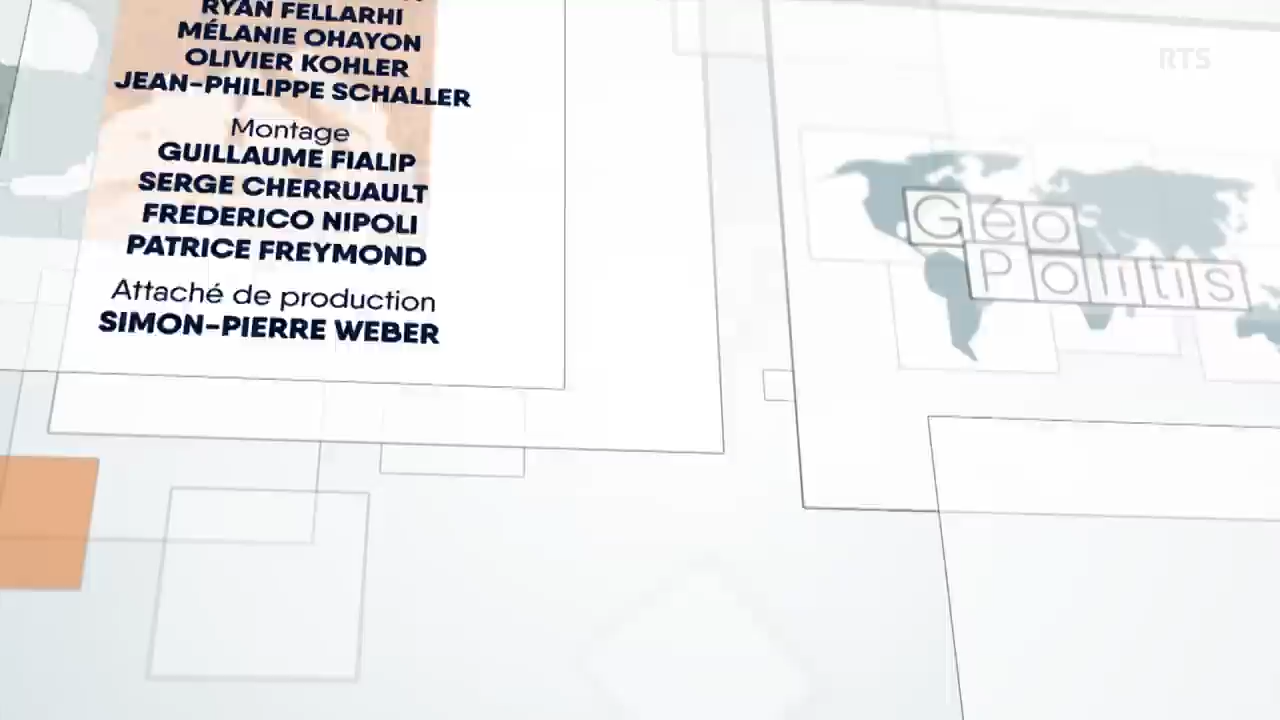 RYAN FELLARHI
MÉLANIE OHAYON
OLIVIER KOHLER
JEAN-PHILIPPE SCHALLER
Montage
GUILLAUME FIALIP
SERGE CHERRUAULT
FREDERICO NIPOLI
PATRICE FREYMOND
Attaché de production
SIMON-PIERRE WEBER
RTS
Géo
Politis